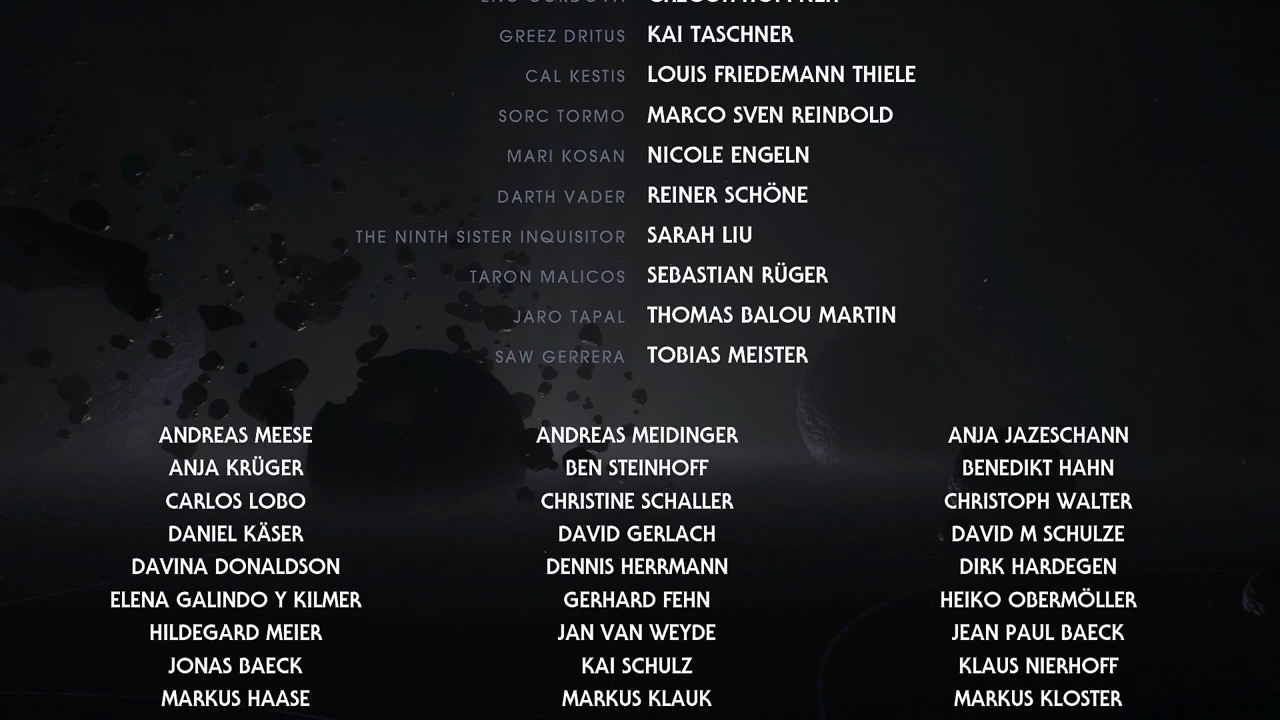 GREEZ DRITUS KAI TASCHNER
CAL KESTIS LOUIS FRIEDEMANN THIELE
SORC TORMO MARCO SVEN REINBOLD
MARI KOSAN NICOLE ENGELN
DARTH VADER REINER SCHÖNE
THE NINTH SISTER INQUISITOR SARAH LIU
TARON MALICOS SEBASTIAN RÜGER
JARO TAPAL THOMAS BALOU MARTIN
SAW GERRERA TOBIAS MEISTER
ANDREAS MEESE ANDREAS MEIDINGER ANJA JAZESCHANN
ANJA KRÜGER BEN STEINHOFF BENEDIKT HAHN
CARLOS LOBO CHRISTINE SCHALLER CHRISTOPH WALTER
DANIEL KÄSER DAVID GERLACH DAVID M SCHULZE
DAVINA DONALDSON DENNIS HERRMANN DIRK HARDEGEN
ELENA GALINDO Y KILMER GERHARD FEHN HEIKO OBERMÖLLER
HILDEGARD MEIER JAN VAN WEYDE JEAN PAUL BAECK
JONAS BAECK KAI SCHULZ KLAUS NIERHOFF
MARKUS HAASE MARKUS KLAUK MARKUS KLOSTER